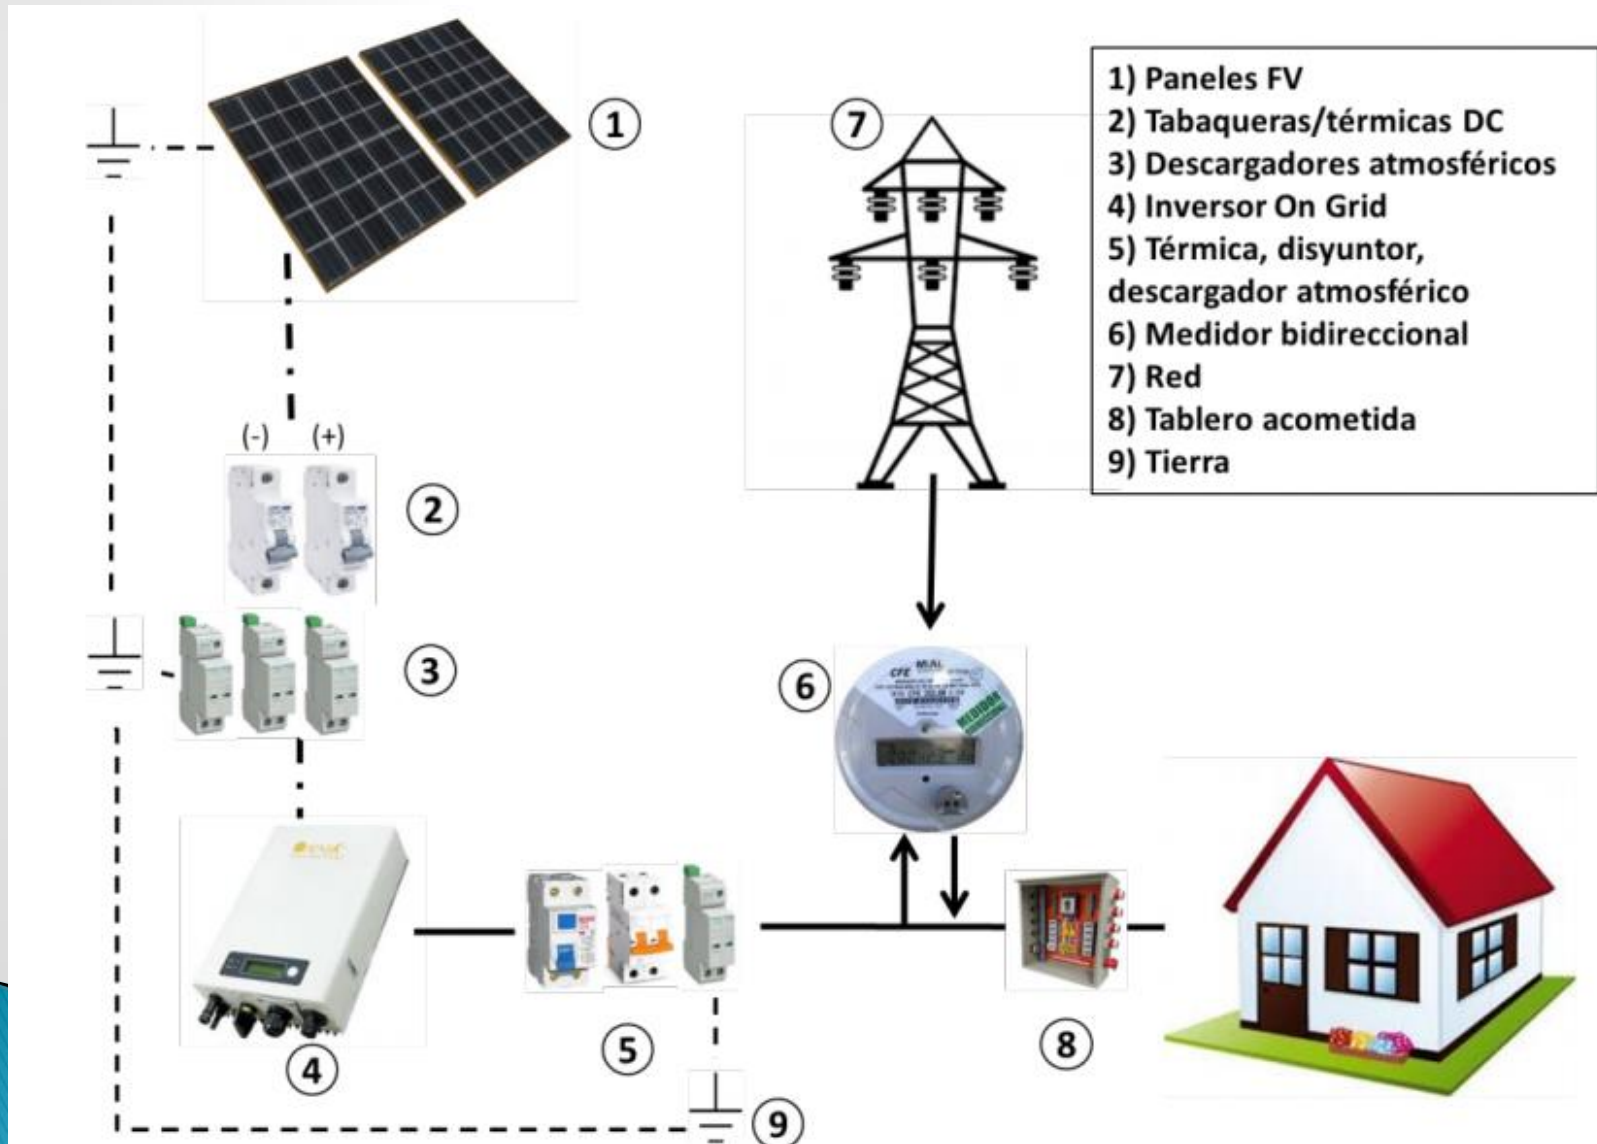 1
7
1) Paneles FV
2) Tabaqueras/térmicas DC
3) Descargadores atmosféricos
4) Inversor On Grid
5) Térmica, disyuntor,
descargador atmosférico
6) Medidor bidireccional
7) Red
8) Tablero acometida
9) Tierra
(-) (+)
2
3
6
CFE
MEDIDOR
4
5
8
9